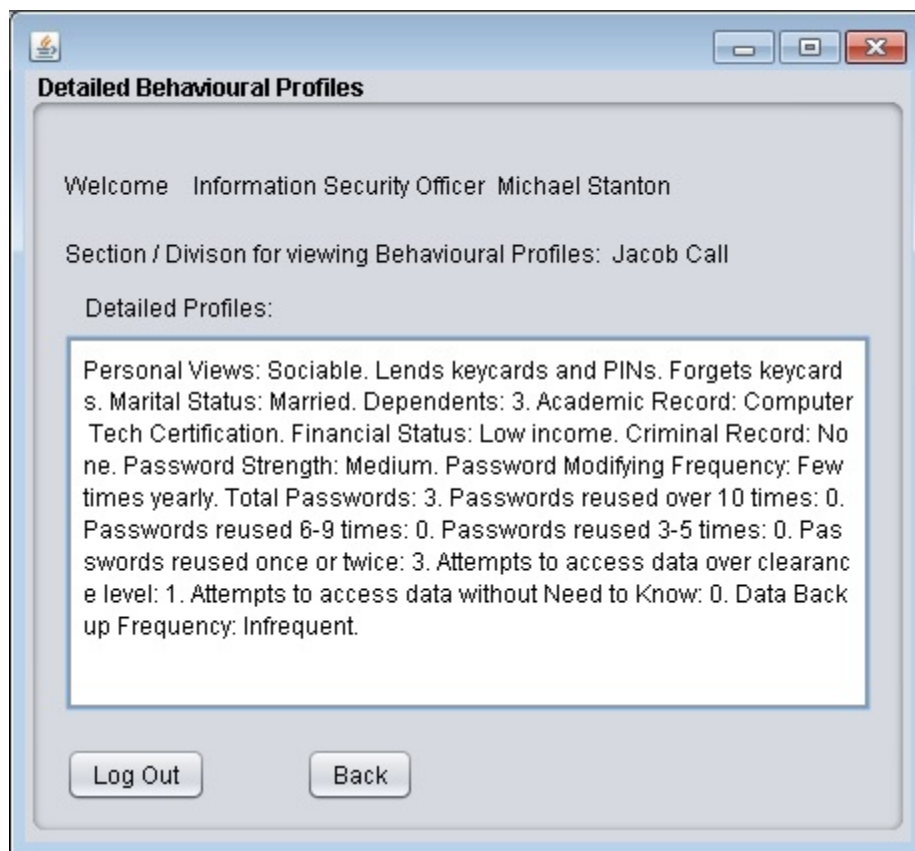 Detailed Behavioural Profiles
Welcome Information Security Officer Michael Stanton
Section / Divison for viewing Behavioural Profiles: Jacob Call
Detailed Profiles:
Personal Views: Sociable. Lends keycards and PINs. Forgets keycard
s. Marital Status: Married. Dependents: 3. Academic Record: Computer
Tech Certification. Financial Status: Low income. Criminal Record: No
ne. Password Strength: Medium. Password Modifying Frequency: Few
times yearly. Total Passwords: 3. Passwords reused over 10 times: 0.
Passwords reused 6-9 times: 0. Passwords reused 3-5 times: 0. Pas
swords reused once or twice: 3. Attempts to access data over clearanc
e level: 1. Attempts to access data without Need to Know: 0. Data Back
up Frequency: Infrequent.
Log Out Back